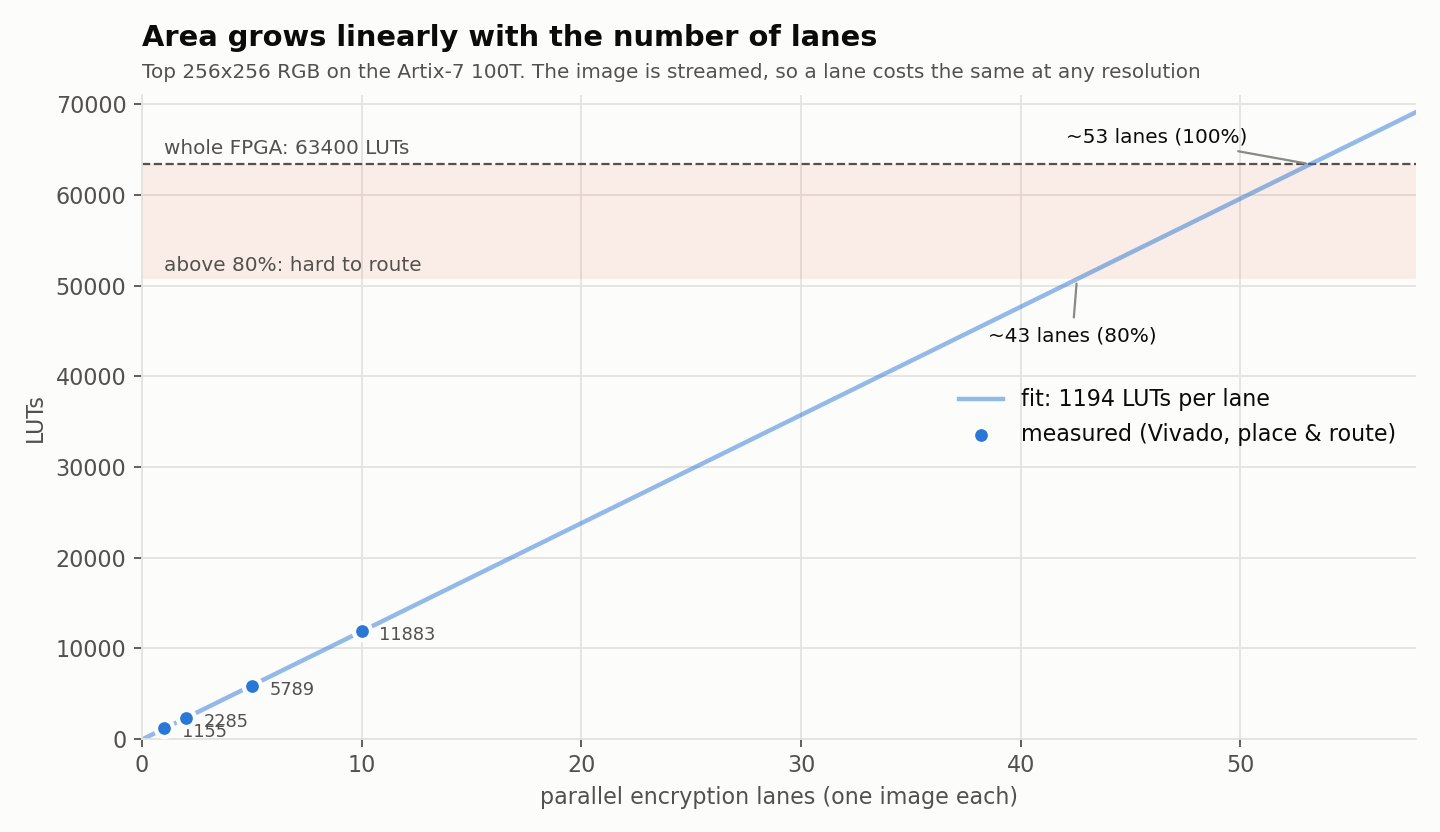 Area grows linearly with the number of lanes
Top 256x256 RGB on the Artix-7 100T. The image is streamed, so a lane costs the same at any resolution
70000
60000
50000
40000
30000
20000
10000
0
LUTs
whole FPGA: 63400 LUTs
~53 lanes (100%)
above 80%: hard to route
~43 lanes (80%)
fit: 1194 LUTs per lane
measured (Vivado, place & route)
11883
5789
2285
1155
0
10
20
30
40
50
parallel encryption lanes (one image each)